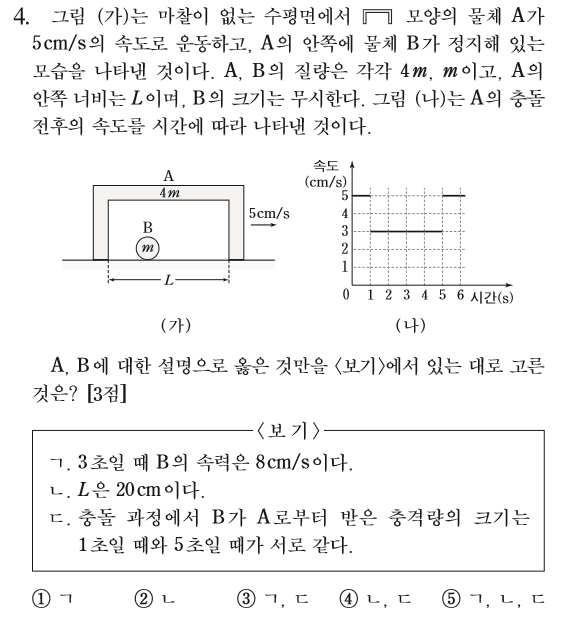 4. 그림 (가)는 마찰이 없는 수평면에서 모양의 물체 A가
5cm/s의 속도로 운동하고, A의 안쪽에 물체 B가 정지해 있는
모습을 나타낸 것이다. A, B의 질량은 각각 4m, m이고, A의
안쪽 너비는 L이며, B의 크기는 무시한다. 그림 (나)는 A의 충돌
전후의 속도를 시간에 따라 나타낸 것이다.
A
4m
5cm/s
B
m
L
(가)
속도
(cm/s)
5
4
3
2
1
0 1 2 3 4 5 6 시간(s)
(나)
A, B에 대한 설명으로 옳은 것만을 〈보기〉에서 있는 대로 고른
것은? [3점]
〈보 기〉
ㄱ. 3초일 때 B의 속력은 8cm/s이다.
ㄴ. L은 20cm이다.
ㄷ. 충돌 과정에서 B가 A로부터 받은 충격량의 크기는
1초일 때와 5초일 때가 서로 같다.
① ㄱ ② ㄴ ③ ㄱ, ㄷ ④ ㄴ, ㄷ ⑤ ㄱ, ㄴ, ㄷ